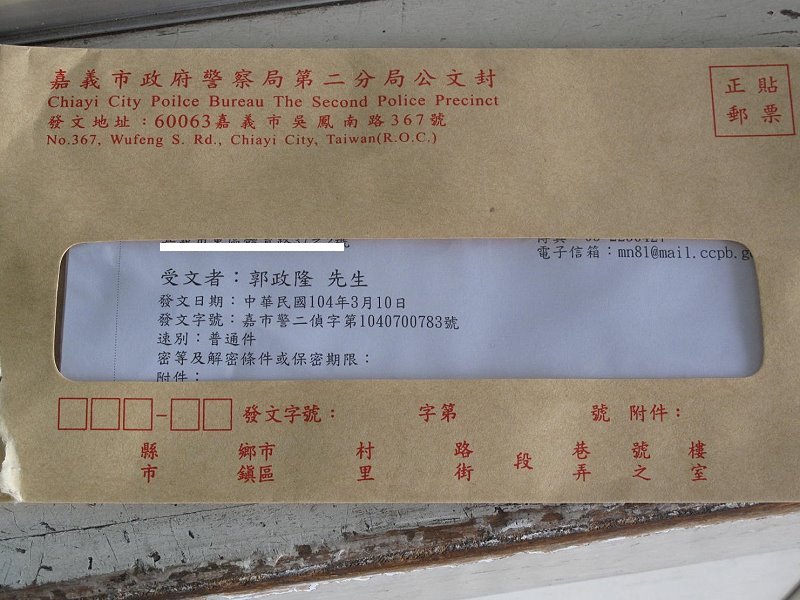 嘉義市政府警察局第二分局公文封
Chiayi City Poilce Bureau The Second Police Precinct
發文地址：60063嘉義市吳鳳南路367號
No.367, Wufeng S. Rd., Chiayi City, Taiwan(R.O.C.)
正貼
郵票
電子信箱：mn81@mail.ccpb.g
受文者：郭政隆 先生
發文日期：中華民國104年3月10日
發文字號：嘉市警二偵字第1040700783號
速別：普通件
密等及解密條件或保密期限：
附件：
發文字號： 字第 號 附件：
縣 鄉市 村 路 段 巷 號 樓
市 鎮區 里 街 弄 之 室